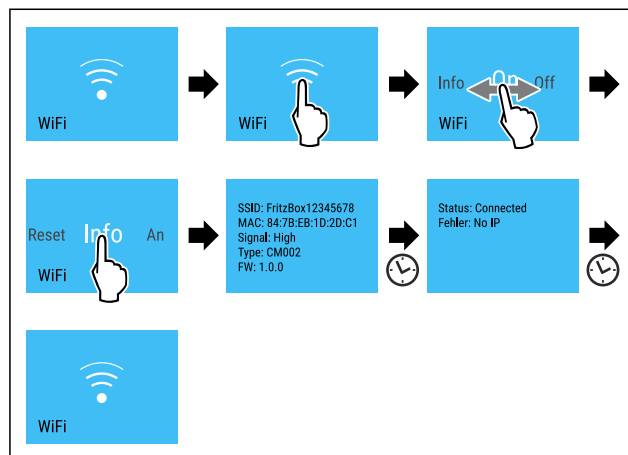 WiFi
WiFi
Info On Off
WiFi
Reset Info An
WiFi
SSID: FritzBox12345678
MAC: 84:7B:EB:1D:2D:C1
Signal: High
Type: CM002
FW: 1.0.0
Status: Connected
Fehler: No IP
WiFi